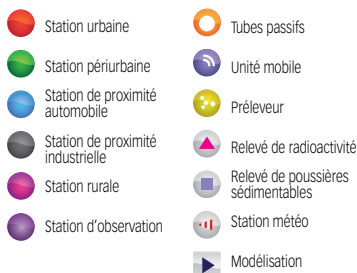 Station urbaine
Station périurbaine
Station de proximité
automobile
Station de proximité
industrielle
Station rurale
Station d'observation
Tubes passifs
Unité mobile
Préleveur
Relevé de radioactivité
Relevé de poussières
sédimentables
Station météo
Modélisation